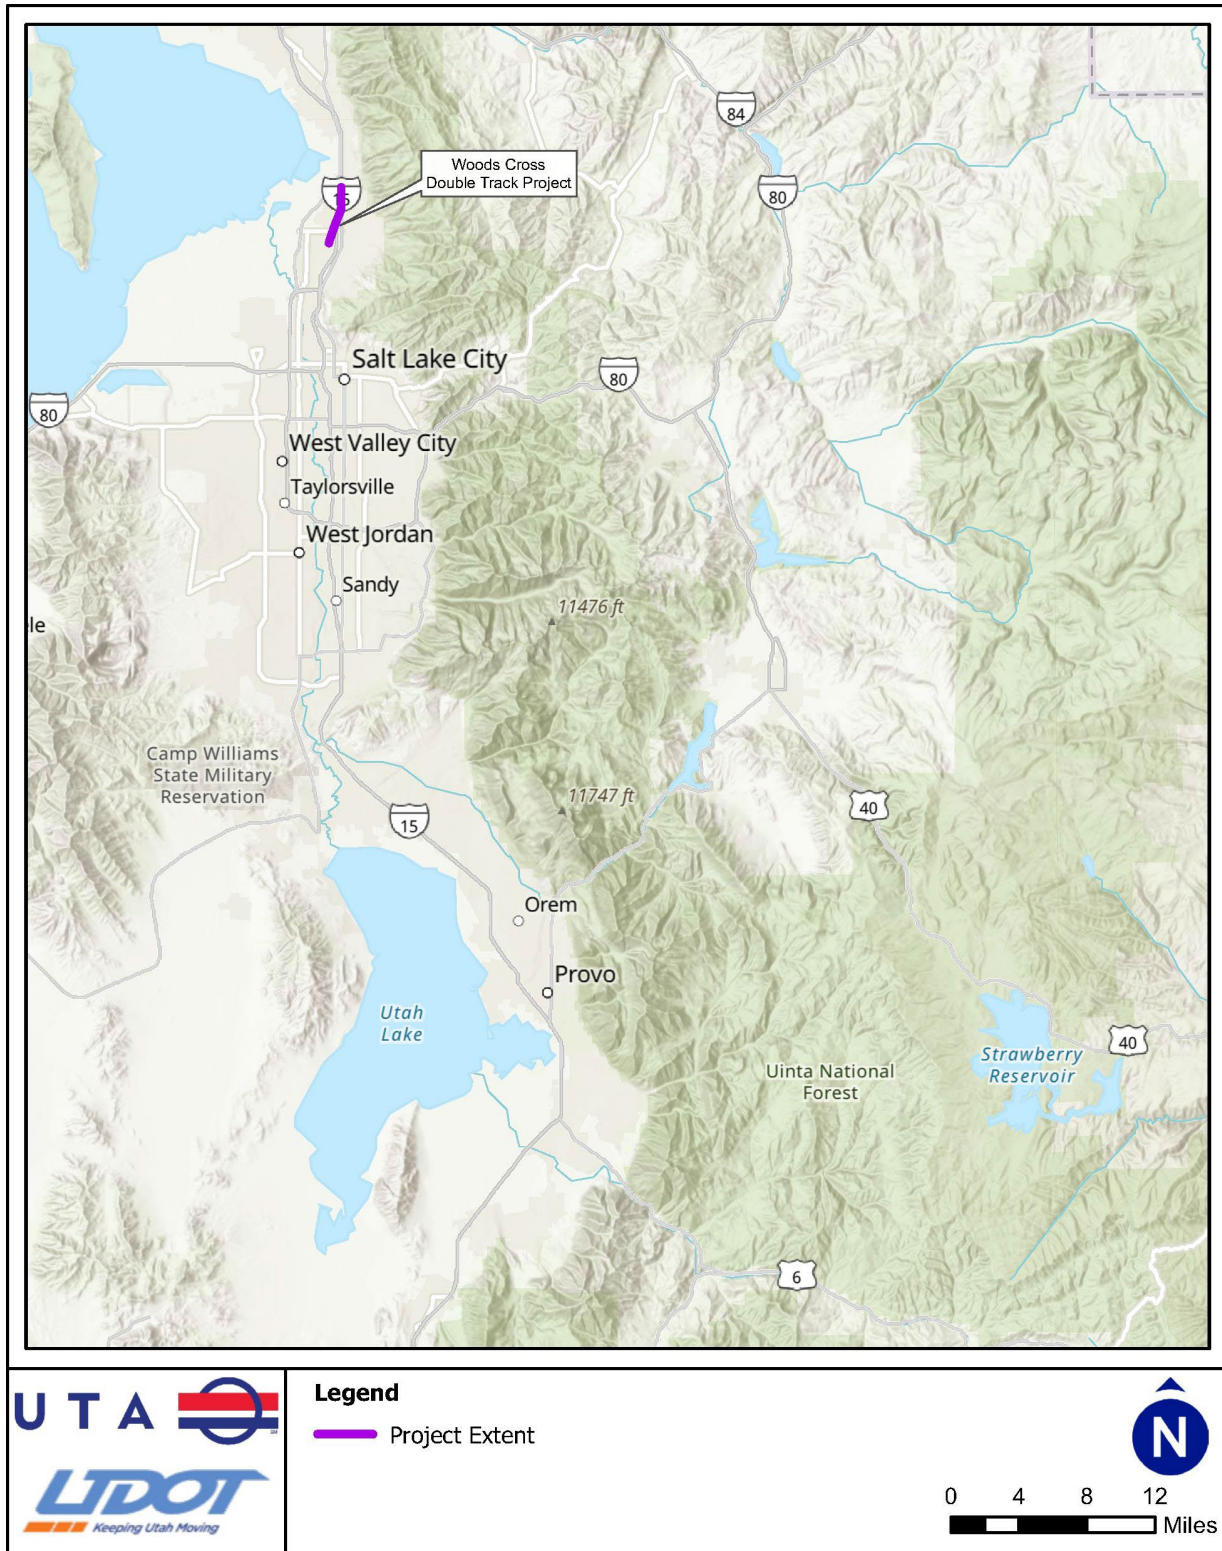 84
Woods Cross
Double Track Project
15
80
Salt Lake City
80
80
West Valley City
Taylorsville
West Jordan
Sandy
11476 ft
le
Camp Williams
State Military
Reservation
11747 ft
15
40
Orem
Provo
Utah
Lake
Strawberry
Reservoir
40
Uinta National
Forest
6
UTA
SM
UDOT
Keeping Utah Moving
Legend
Project Extent
N
0 4 8 12
Miles